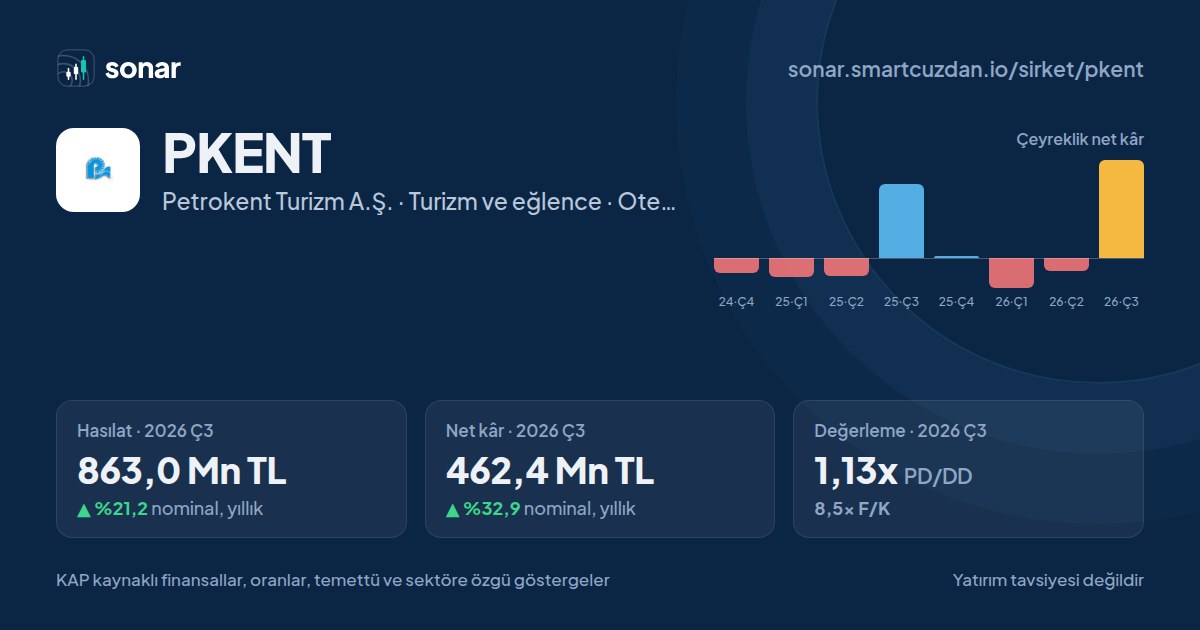 sonar
sonar.smartcuzdan.io/sirket/pkent
PKENT
Petrokent Turizm A.Ş. · Turizm ve eğlence · Ote...
Çeyreklik net kâr
24·Ç4 25·Ç1 25·Ç2 25·Ç3 25·Ç4 26·Ç1 26·Ç2 26·Ç3
Hasılat · 2026 Ç3
863,0 Mn TL
▲ %21,2 nominal, yıllık
Net kâr · 2026 Ç3
462,4 Mn TL
▲ %32,9 nominal, yıllık
Değerleme · 2026 Ç3
1,13x PD/DD
8,5× F/K
KAP kaynaklı finansallar, oranlar, temettü ve sektöre özgü göstergeler
Yatırım tavsiyesi değildir